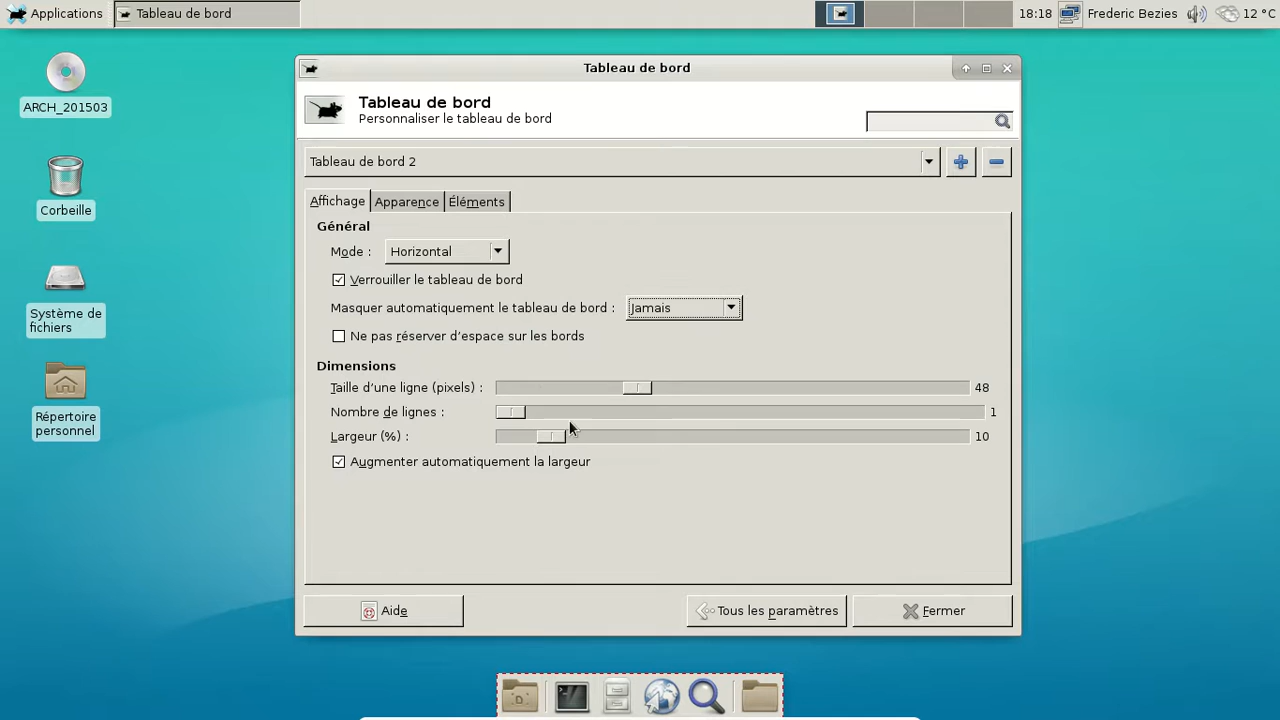 Applications
Tableau de bord
18:18
Frederic Bezies
12 °C
ARCH_201503
Corbeille
Système de
fichiers
Répertoire
personnel
Tableau de bord
Tableau de bord
Personnaliser le tableau de bord
Tableau de bord 2
Affichage
Apparence
Éléments
Général
Mode :
Horizontal
Verrouiller le tableau de bord
Masquer automatiquement le tableau de bord :
Jamais
Ne pas réserver d’espace sur les bords
Dimensions
Taille d’une ligne (pixels) :
48
Nombre de lignes :
1
Largeur (%) :
10
Augmenter automatiquement la largeur
Aide
Tous les paramètres
Fermer
D